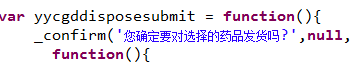 var yycgddisposesubmit = function(){
_confirm('您确定要对选择的药品发货吗?',null,
function(){